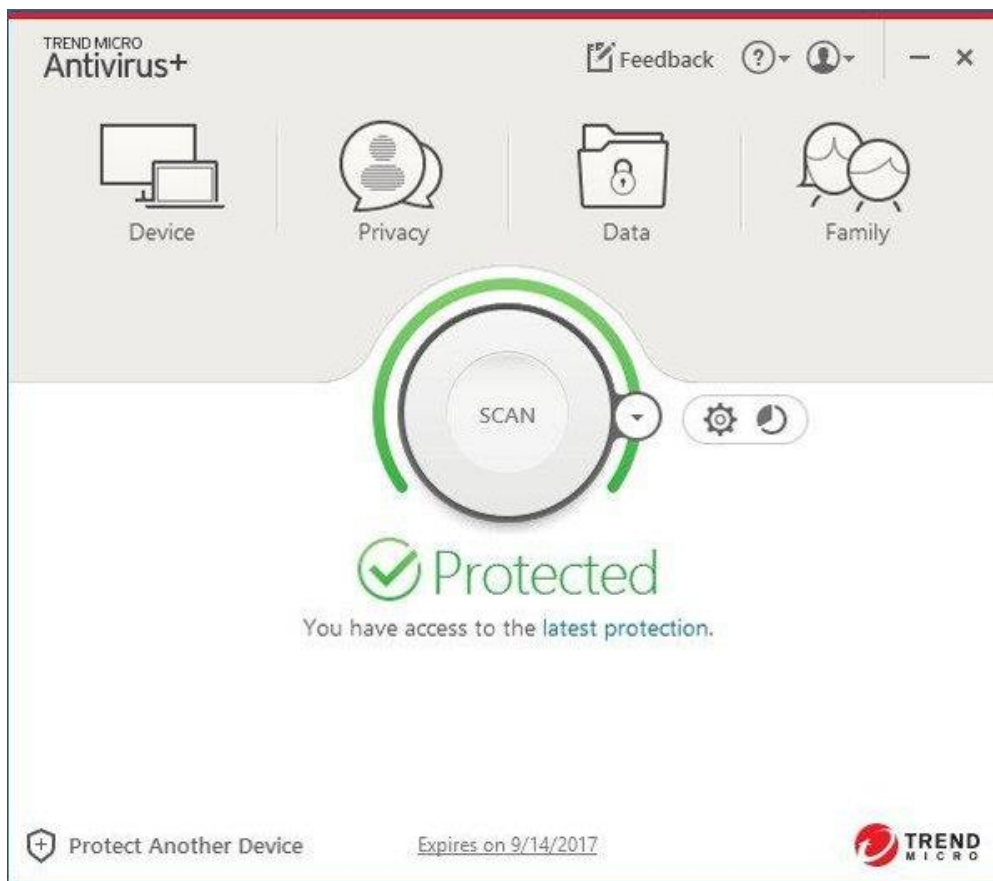 TREND MICRO
Antivirus+
Feedback
?
Device
Privacy
Data
Family
SCAN
Protected
You have access to the latest protection.
Protect Another Device
Expires on 9/14/2017
TREND
MICRO